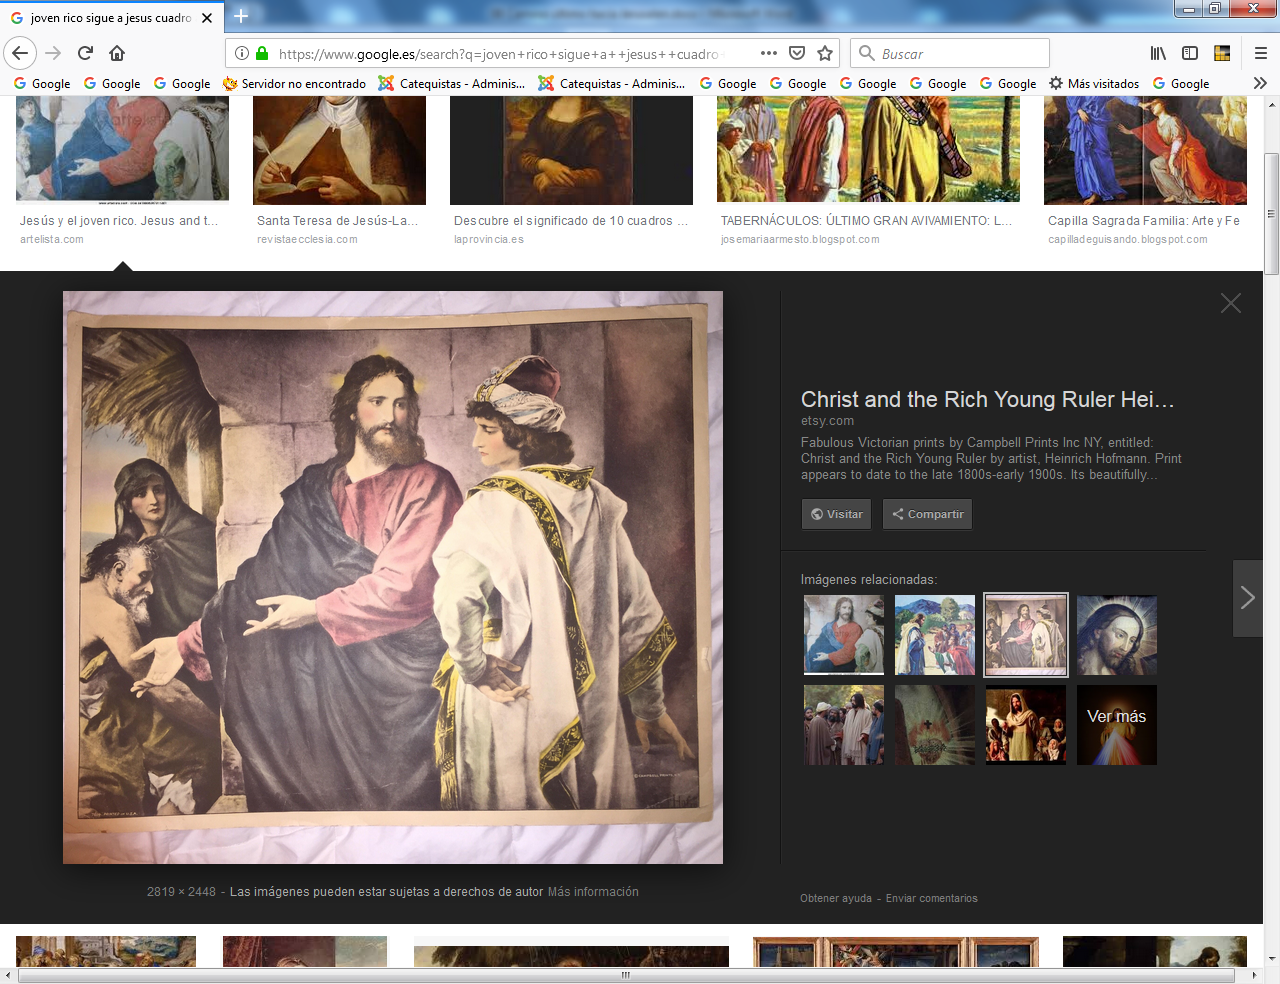 joven rico sigue a jesus cuadro
https://www.google.es/search?q=joven+rico+sigue+a++jesus++cuadro
Buscar
Google
Google
Google
Servidor no encontrado
Catequistas - Adminis...
Catequistas - Adminis...
Google
Google
Google
Google
Google
Más visitados
Google
Jesús y el joven rico. Jesus and t...
artelista.com
Santa Teresa de Jesús-La...
revistaecclesia.com
Descubre el significado de 10 cuadros ...
laprovincia.es
TABERNÁCULOS: ÚLTIMO GRAN AVIVAMIENTO: L...
josemariaarmesto.blogspot.com
Capilla Sagrada Familia: Arte y Fe
capilladeguisando.blogspot.com
Christ and the Rich Young Ruler Hei...
etsy.com
Fabulous Victorian prints by Campbell Prints Inc NY, entitled:
Christ and the Rich Young Ruler by artist, Heinrich Hofmann. Print
appears to date to the late 1800s-early 1900s. Its beautifully...
Visitar
Compartir
Imágenes relacionadas:
Ver más
2819 × 2448 - Las imágenes pueden estar sujetas a derechos de autor Más información
Obtener ayuda - Enviar comentarios